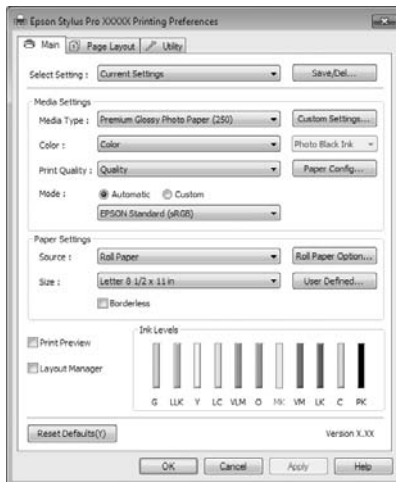 Epson Stylus Pro XXXXX Printing Preferences
Main Page Layout Utility
Select Setting : Current Settings Save/Del...
Media Settings
Media Type : Premium Glossy Photo Paper (250) Custom Settings...
Color : Color Photo Black Ink
Print Quality : Quality Paper Config...
Mode : Automatic Custom
EPSON Standard (sRGB)
Paper Settings
Source : Roll Paper Roll Paper Option...
Size : Letter 8 1/2 x 11 in User Defined...
Borderless
Print Preview
Layout Manager
Ink Levels
G LLK Y LC VLM O MK VM LK C PK
Reset Defaults(Y) Version X.XX
OK Cancel Apply Help